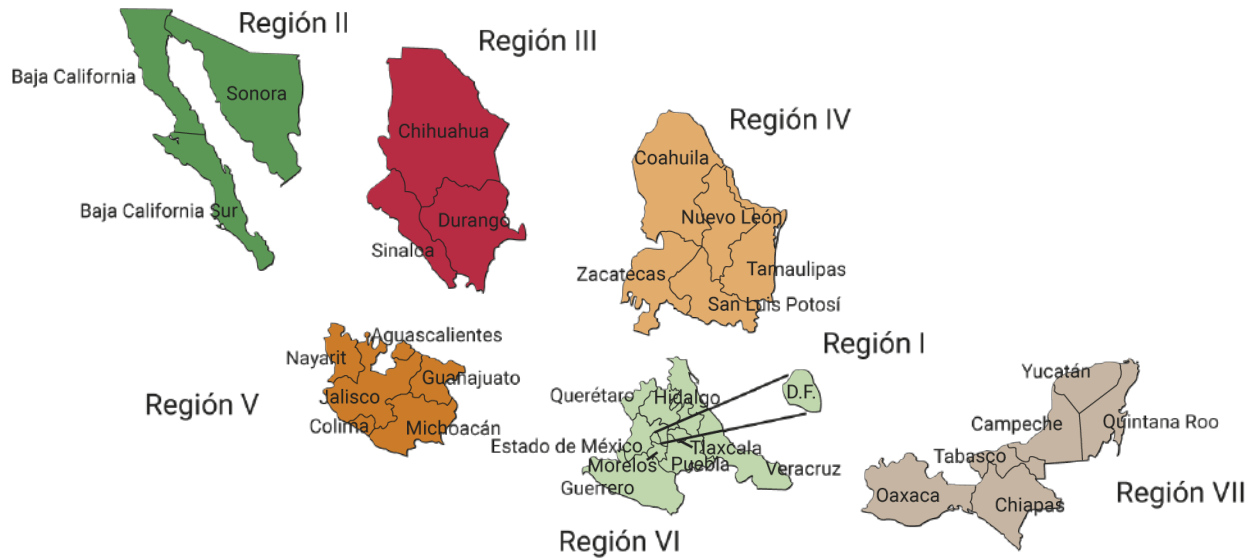 Región II
Baja California
Sonora
Baja California Sur
Región III
Chihuahua
Durango
Sinaloa
Región IV
Coahuila
Nuevo León
Zacatecas
Tamaulipas
San Luis Potosí
Región V
Aguascalientes
Nayarit
Guanajuato
Jalisco
Colima
Michoacán
Región I
D.F.
Querétaro
Hidalgo
Estado de México
Tlaxcala
Morelos
Puebla
Veracruz
Guerrero
Región VI
Yucatán
Campeche
Quintana Roo
Tabasco
Oaxaca
Chiapas
Región VII